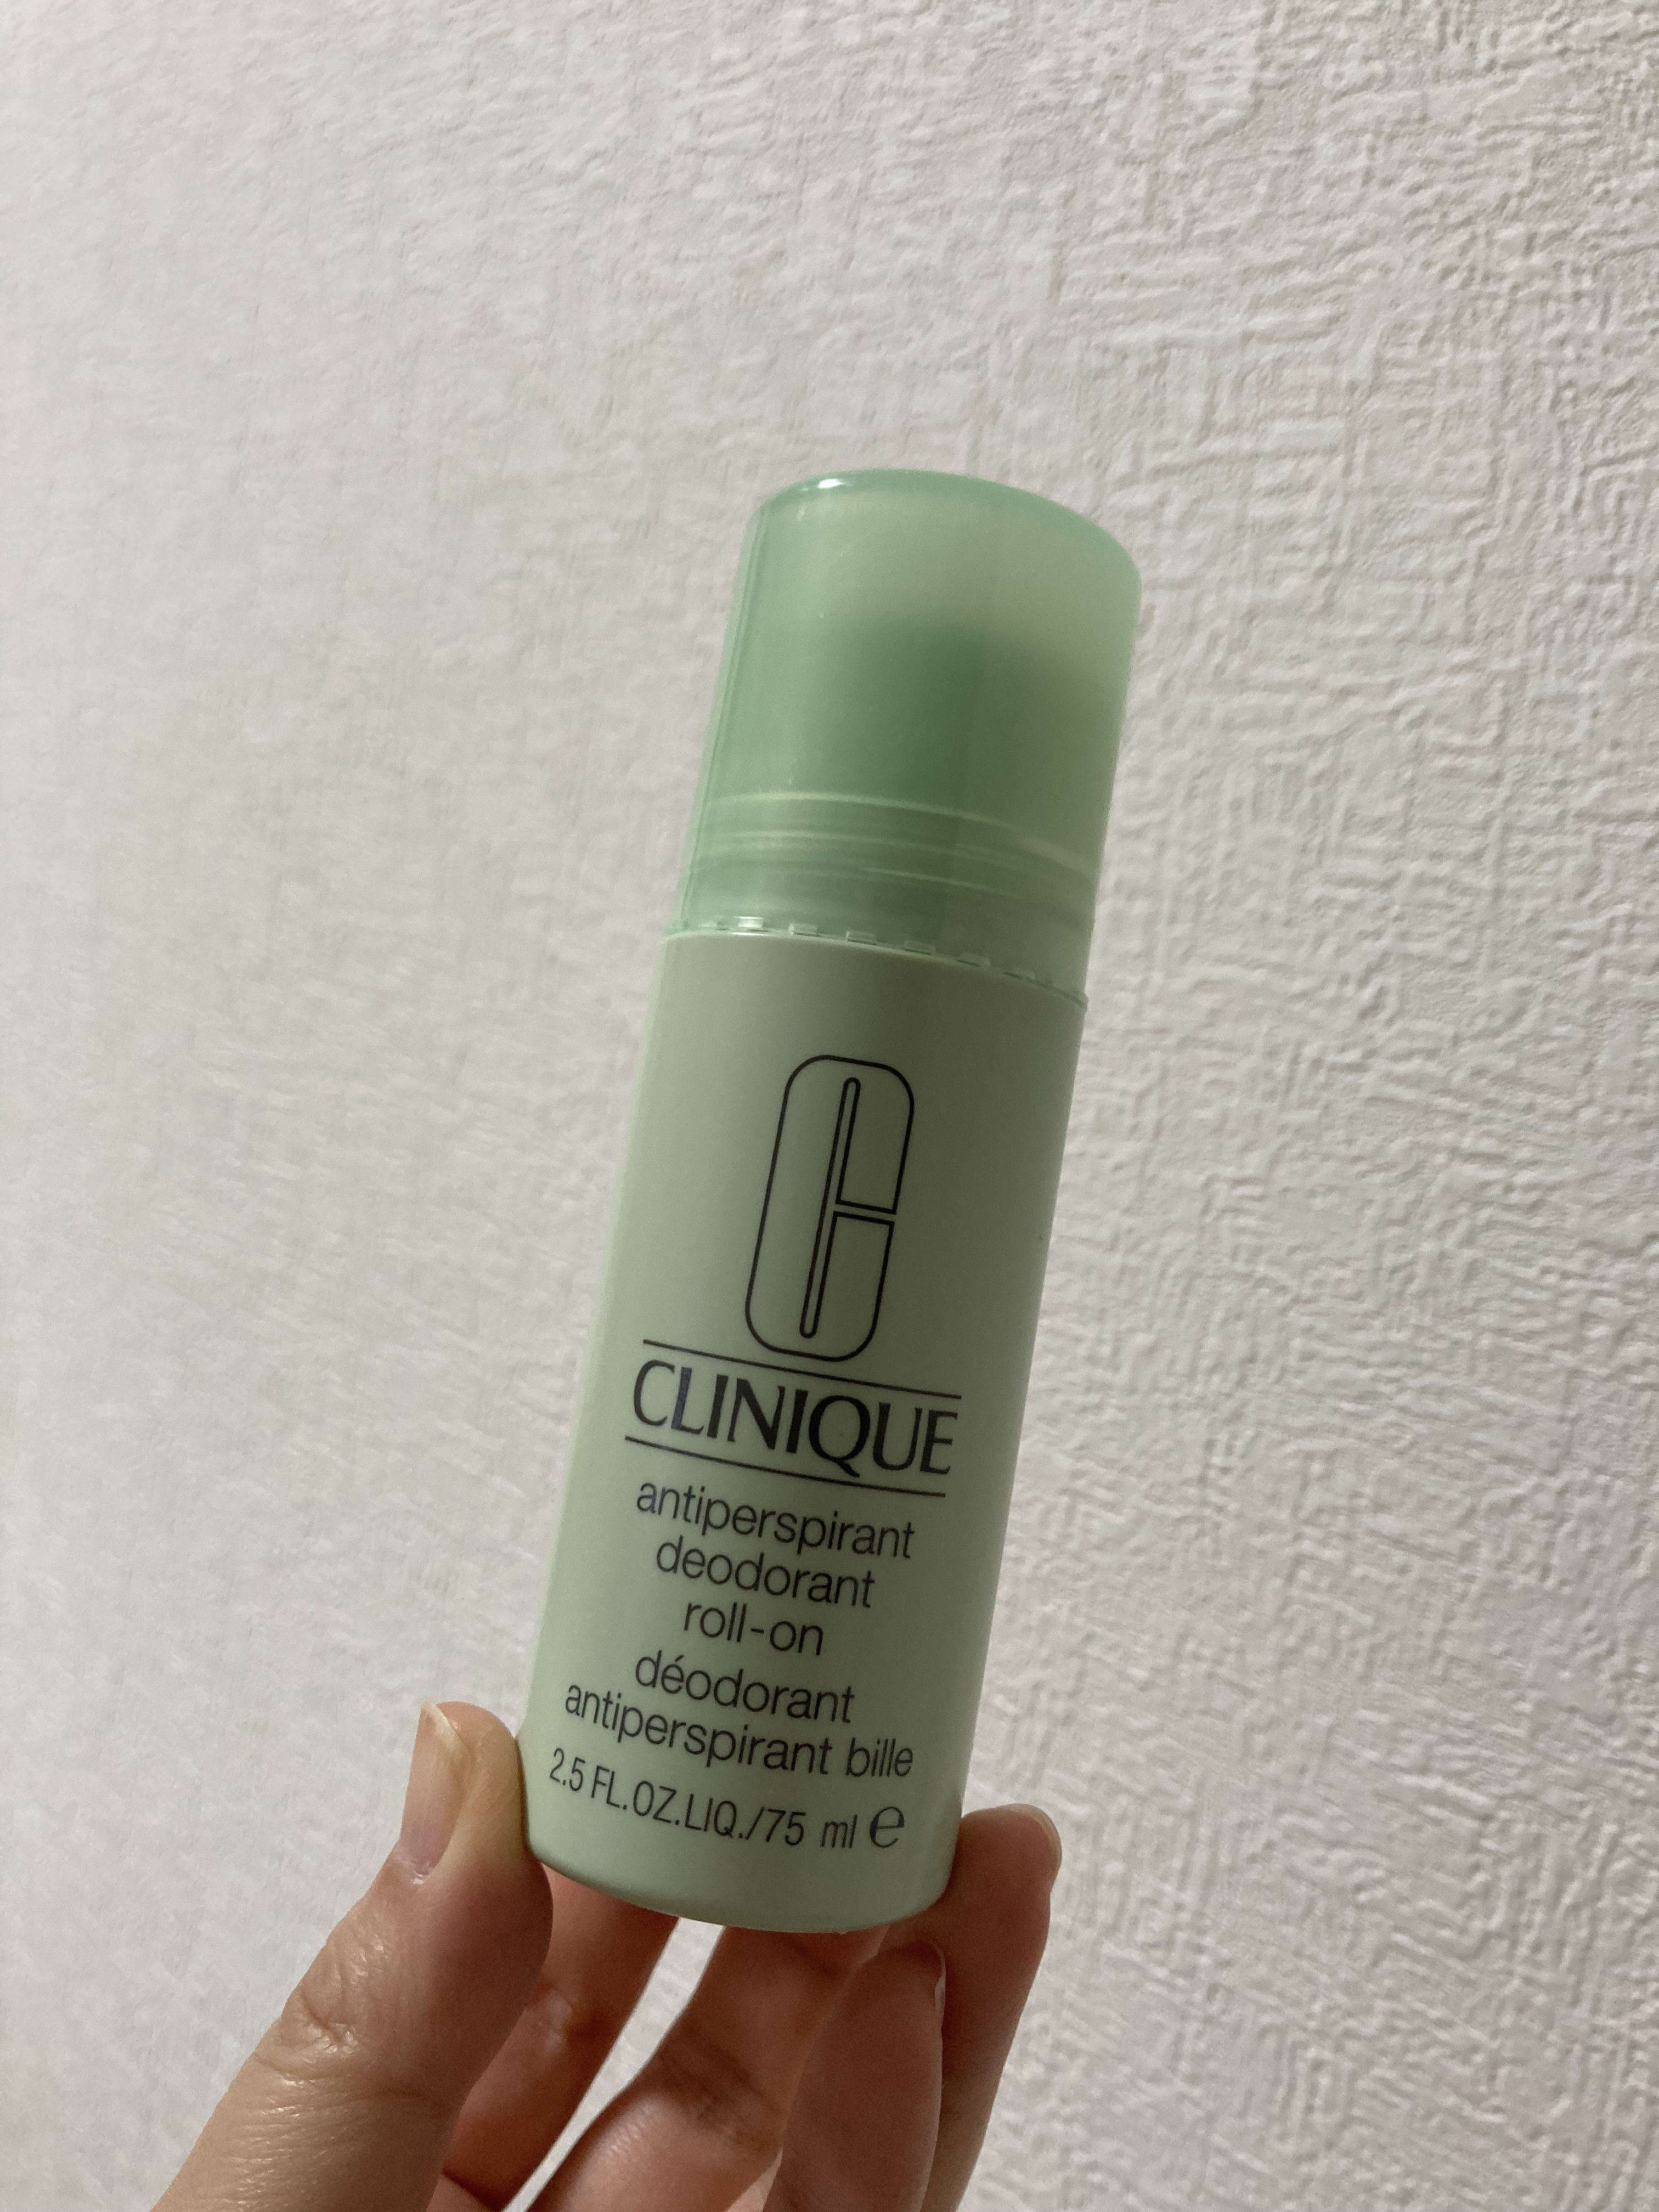 C
CLINIQUE
antiperspirant
deodorant
roll-on
déodorant
antiperspirant bille
2.5 FL.OZ.LIQ./75 ml ℮